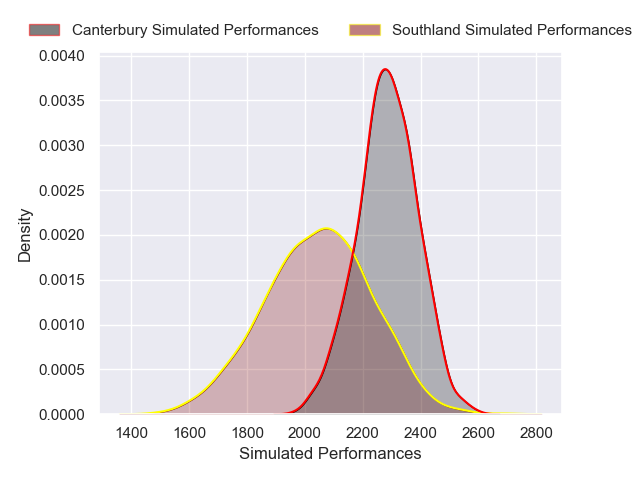 Canterbury Simulated Performances Southland Simulated Performances
0.0040
0.0035
0.0030
0.0025
0.0020
0.0015
0.0010
0.0005
0.0000
Density
1400 1600 1800 2000 2200 2400 2600 2800
Simulated Performances